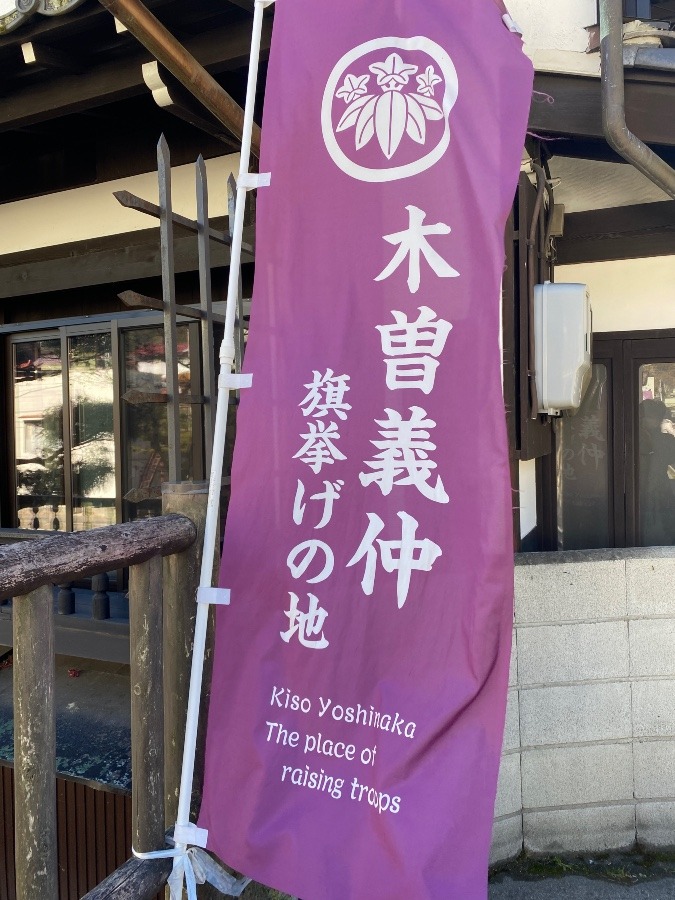 木曽義仲
旗挙げの地
Kiso Yoshinaka
The place of
raising troops